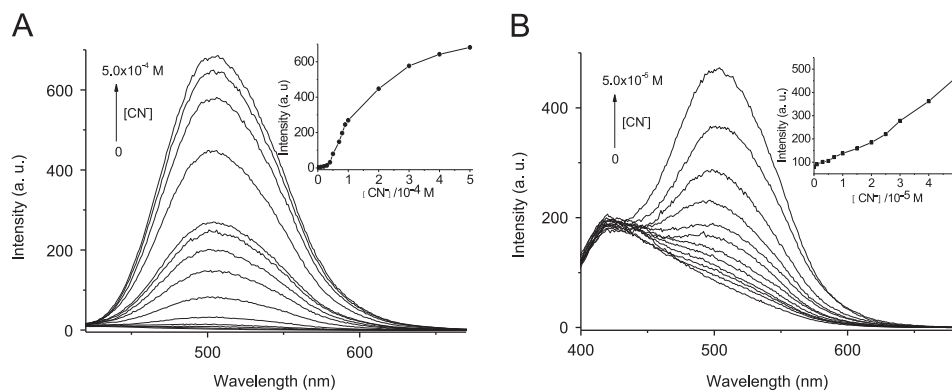 A
5.0x10⁻⁴ M
[CN⁻]
0
Intensity (a. u.)
600
400
200
0
500
600
Wavelength (nm)
Intensity (a. u)
600
400
200
0
0 1 2 3 4 5
[CN⁻]/10⁻⁴ M
B
5.0x10⁻⁵ M
[CN⁻]
0
Intensity (a. u.)
400
200
0
400
500
600
Wavelength (nm)
Intensity (a. u.)
500
400
300
200
100
0 1 2 3 4
[CN⁻]/10⁻⁵ M